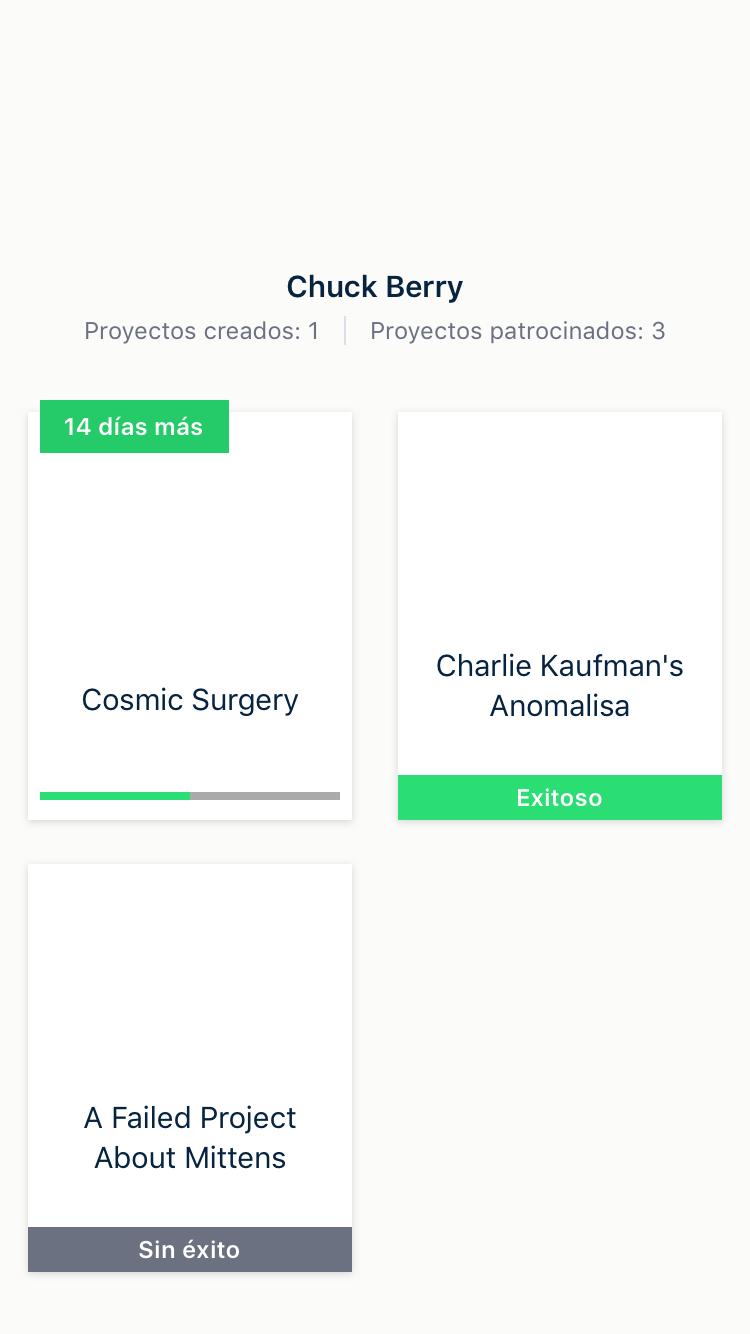 Chuck Berry
Proyectos creados: 1
Proyectos patrocinados: 3
14 días más
Cosmic Surgery
Charlie Kaufman's
Anomalisa
Exitoso
A Failed Project
About Mittens
Sin éxito